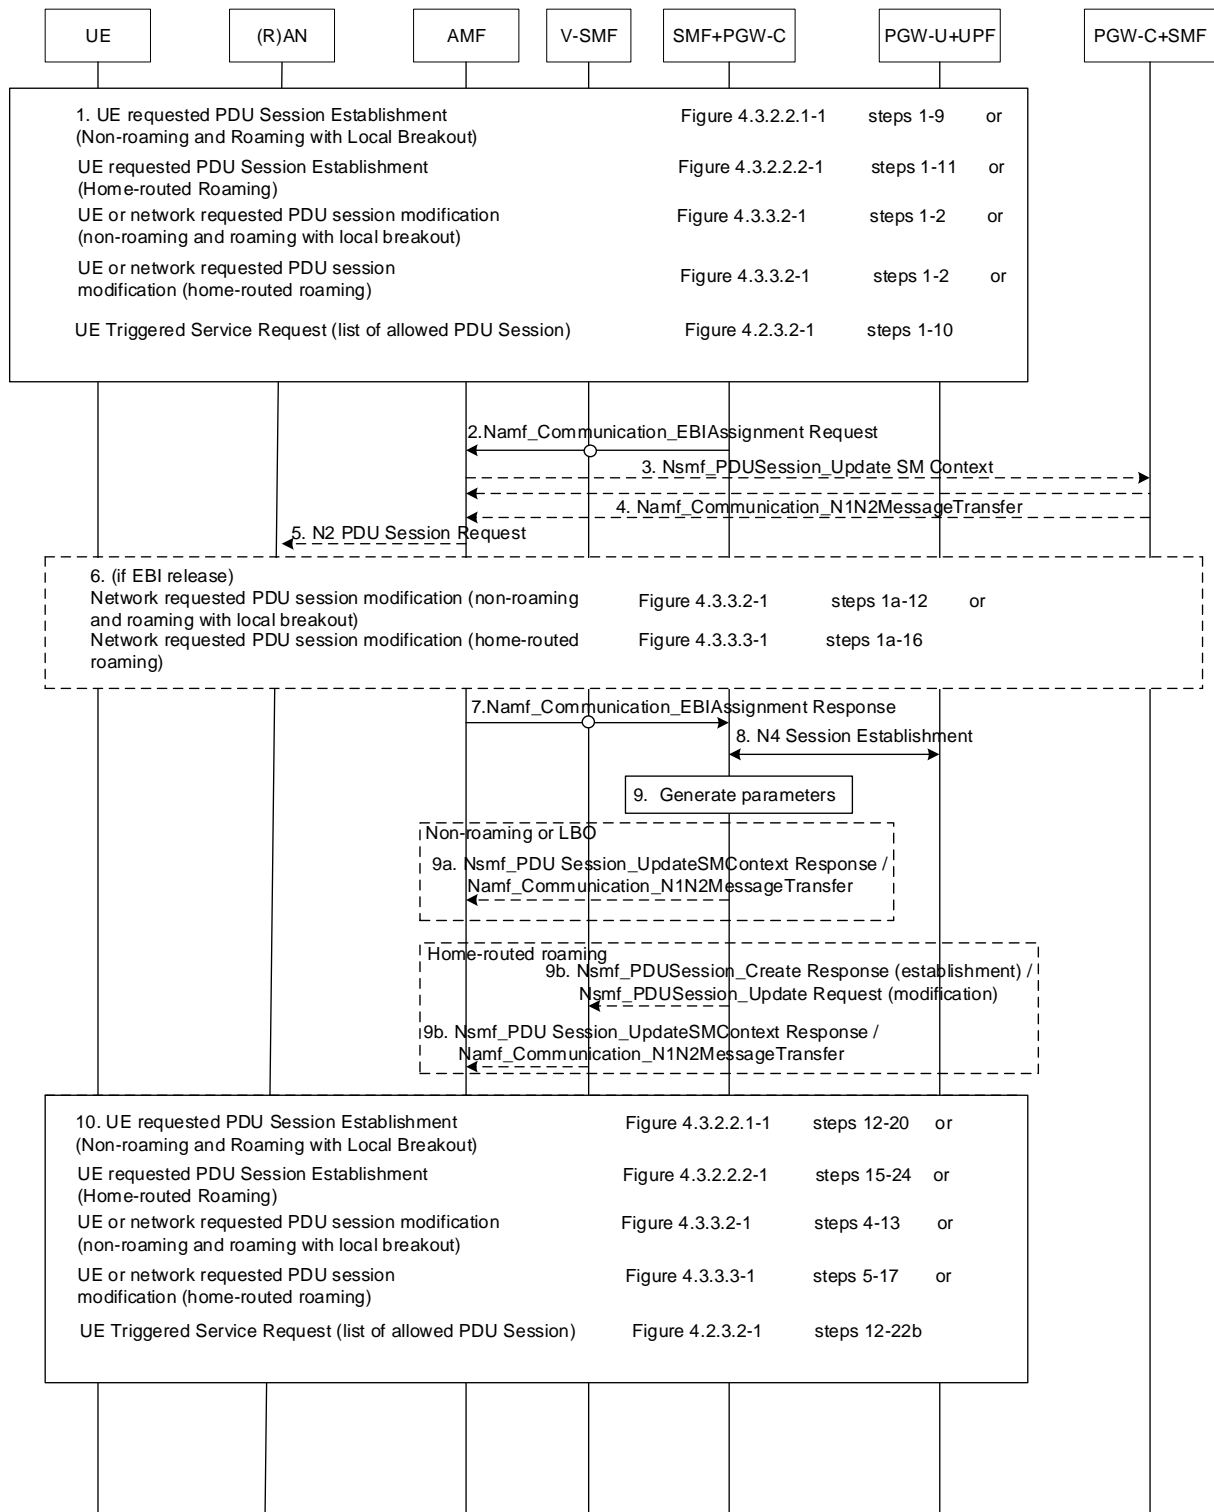 UE
(R)AN
AMF
V-SMF
SMF+PGW-C
PGW-U+UPF
PGW-C+SMF
1. UE requested PDU Session Establishment
(Non-roaming and Roaming with Local Breakout)
Figure 4.3.2.2.1-1 steps 1-9 or
UE requested PDU Session Establishment
(Home-routed Roaming)
Figure 4.3.2.2.2-1 steps 1-11 or
UE or network requested PDU session modification
(non-roaming and roaming with local breakout)
Figure 4.3.3.2-1 steps 1-2 or
UE or network requested PDU session
modification (home-routed roaming)
Figure 4.3.3.2-1 steps 1-2 or
UE Triggered Service Request (list of allowed PDU Session) Figure 4.2.3.2-1 steps 1-10
2.Namf_Communication_EBIAssignment Request
3. Nsmf_PDUSession_Update SM Context
4. Namf_Communication_N1N2MessageTransfer
5. N2 PDU Session Request
6. (if EBI release)
Network requested PDU session modification (non-roaming
and roaming with local breakout)
Figure 4.3.3.2-1 steps 1a-12 or
Network requested PDU session modification (home-routed
roaming)
Figure 4.3.3.3-1 steps 1a-16
7.Namf_Communication_EBIAssignment Response
8. N4 Session Establishment
9. Generate parameters
Non-roaming or LBO
9a. Nsmf_PDU Session_UpdateSMContext Response /
Namf_Communication_N1N2MessageTransfer
Home-routed roaming
9b. Nsmf_PDUSession_Create Response (establishment) /
Nsmf_PDUSession_Update Request (modification)
9b. Nsmf_PDU Session_UpdateSMContext Response /
Namf_Communication_N1N2MessageTransfer
10. UE requested PDU Session Establishment
(Non-roaming and Roaming with Local Breakout)
Figure 4.3.2.2.1-1 steps 12-20 or
UE requested PDU Session Establishment
(Home-routed Roaming)
Figure 4.3.2.2.2-1 steps 15-24 or
UE or network requested PDU session modification
(non-roaming and roaming with local breakout)
Figure 4.3.3.2-1 steps 4-13 or
UE or network requested PDU session
modification (home-routed roaming)
Figure 4.3.3.3-1 steps 5-17 or
UE Triggered Service Request (list of allowed PDU Session) Figure 4.2.3.2-1 steps 12-22b